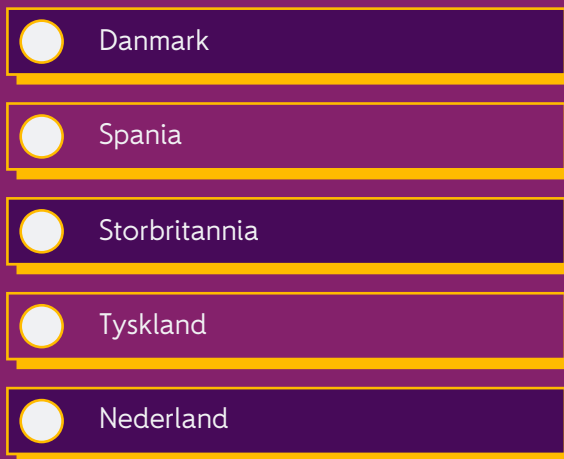 Danmark
Spania
Storbritannia
Tyskland
Nederland